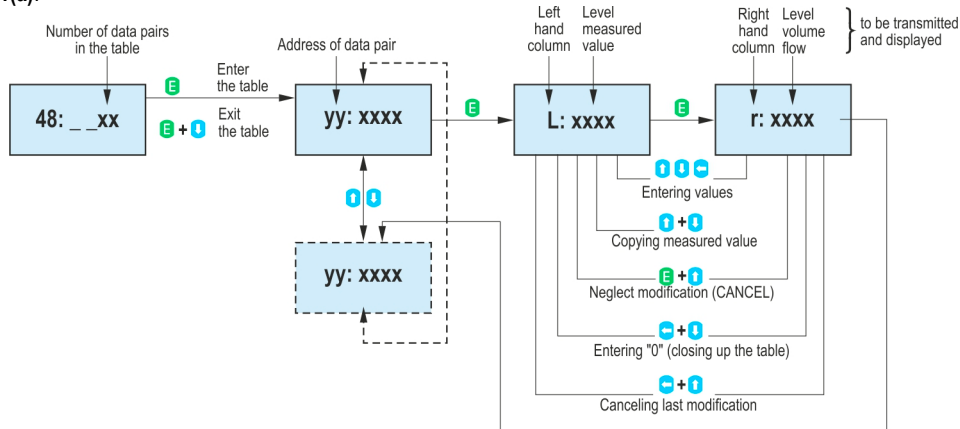 Number of data pairs
in the table
Address of data pair
Left
hand
column
Level
measured
value
Right
hand
column
Level
volume
flow
to be transmitted
and displayed
E
Enter
the table
E + 
Exit
the table
48: _ _xx
yy: xxxx
E
L: xxxx
E
r: xxxx
Entering values
+
Copying measured value
yy: xxxx
E +
Neglect modification (CANCEL)
+
Entering "0" (closing up the table)
+
Canceling last modification